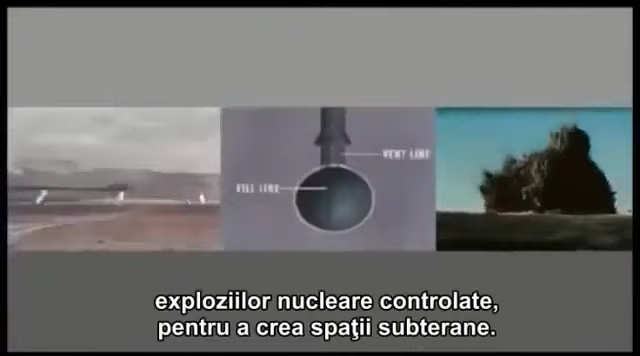 VENT LINE
FILL LINE
exploziilor nucleare controlate,
pentru a crea spaţii subterane.